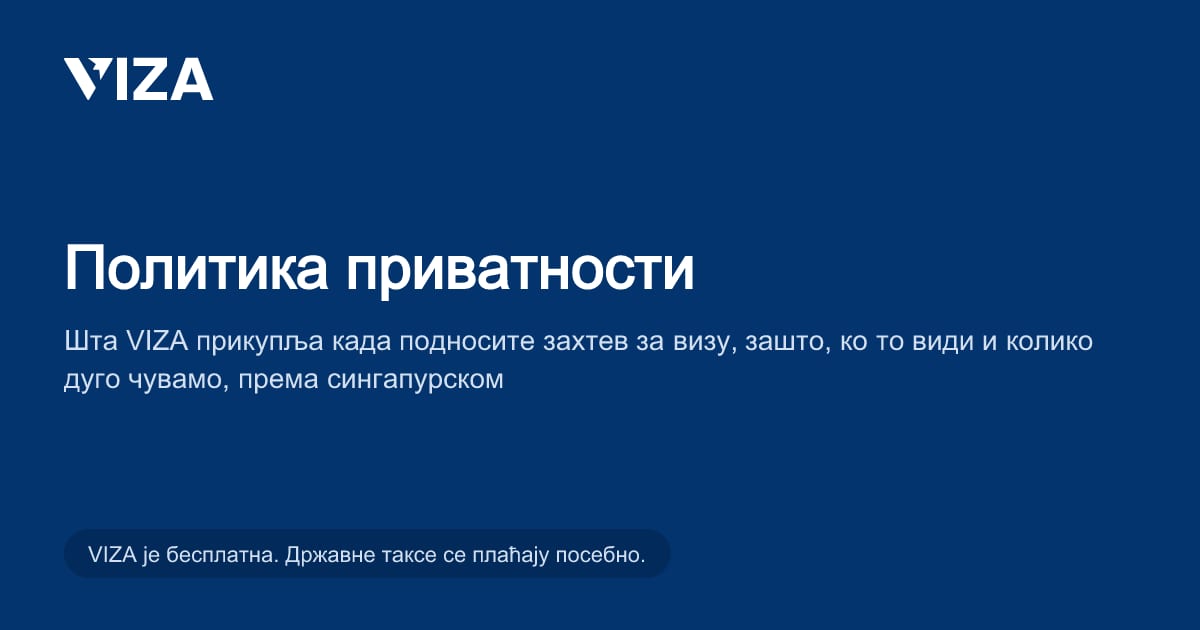 VIZA
Политика приватности
Шта VIZA прикупља када подносите захтев за визу, зашто, ко то види и колико
дуго чувамо, према сингапурском
VIZA је бесплатна. Државне таксе се плаћају посебно.